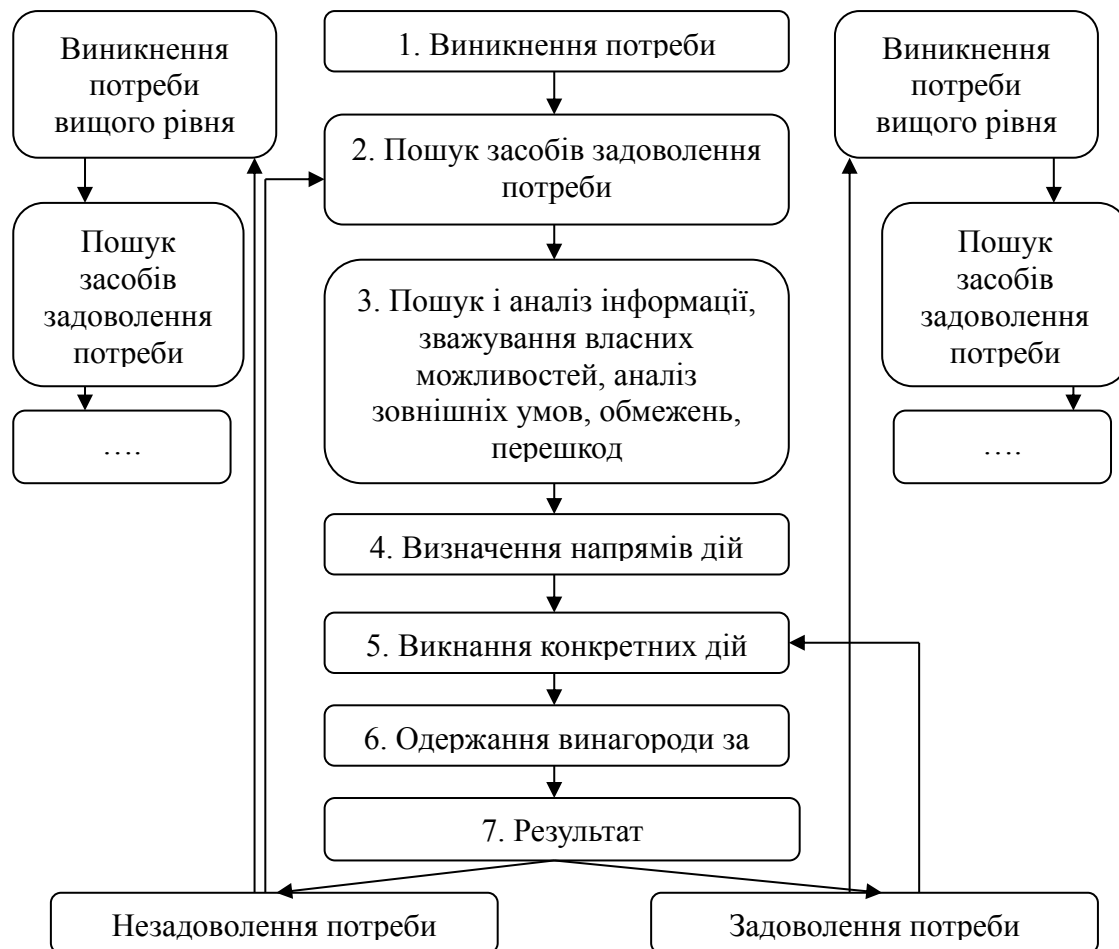 Виникнення
потреби
вищого рівня
Пошук
засобів
задоволення
потреби
….
1. Виникнення потреби
2. Пошук засобів задоволення
потреби
3. Пошук і аналіз інформації,
зважування власних
можливостей, аналіз
зовнішніх умов, обмежень,
перешкод
4. Визначення напрямів дій
5. Викнання конкретних дій
6. Одержання винагороди за
7. Результат
Виникнення
потреби
вищого рівня
Пошук
засобів
задоволення
потреби
….
Незадоволення потреби
Задоволення потреби